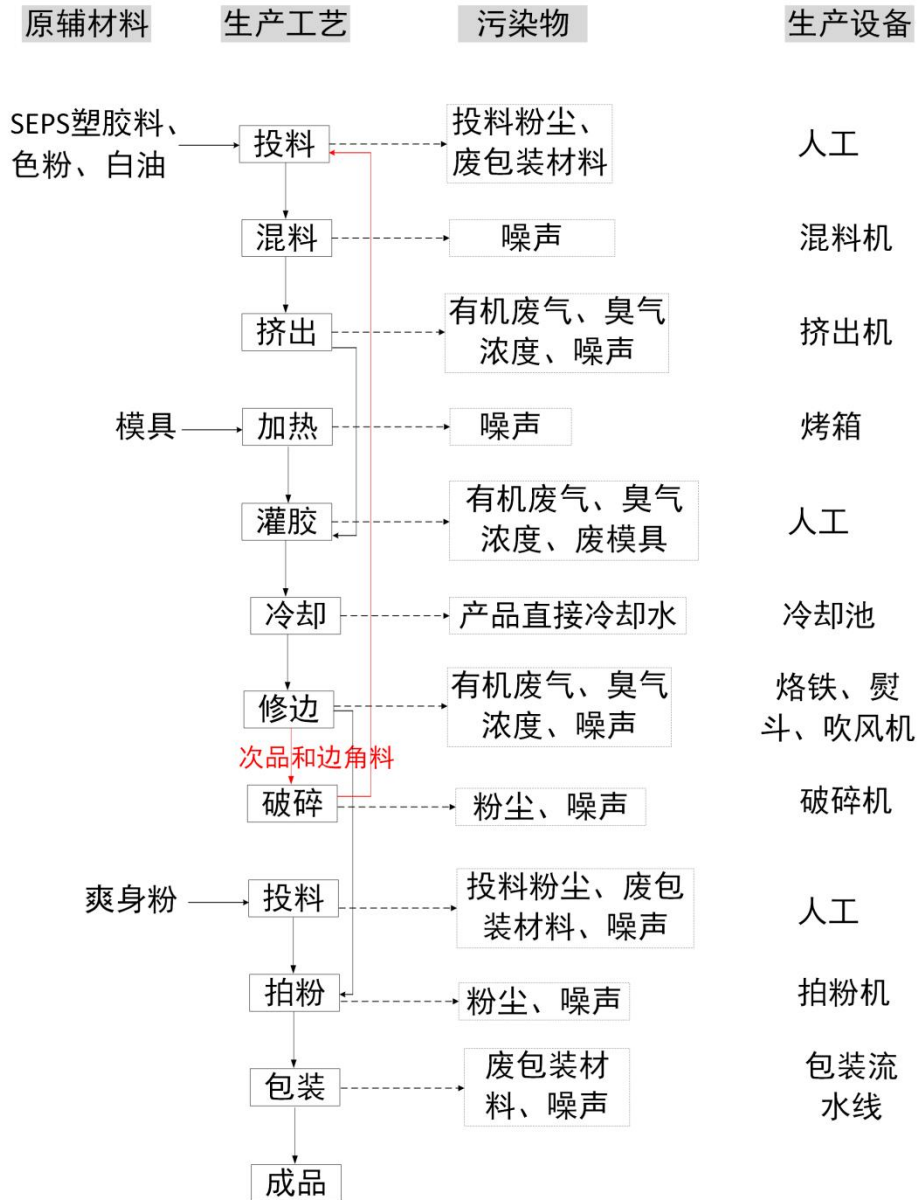 原辅材料 生产工艺 污染物 生产设备
SEPS塑胶料、
色粉、白油
投料
投料粉尘、
废包装材料
人工
混料
噪声
混料机
挤出
有机废气、臭气
浓度、噪声
挤出机
模具
加热
噪声
烤箱
灌胶
有机废气、臭气
浓度、废模具
人工
冷却
产品直接冷却水
冷却池
修边
有机废气、臭气
浓度、噪声
烙铁、熨
斗、吹风机
次品和边角料
破碎
粉尘、噪声
破碎机
爽身粉
投料
投料粉尘、废包
装材料、噪声
人工
拍粉
粉尘、噪声
拍粉机
包装
废包装材
料、噪声
包装流
水线
成品